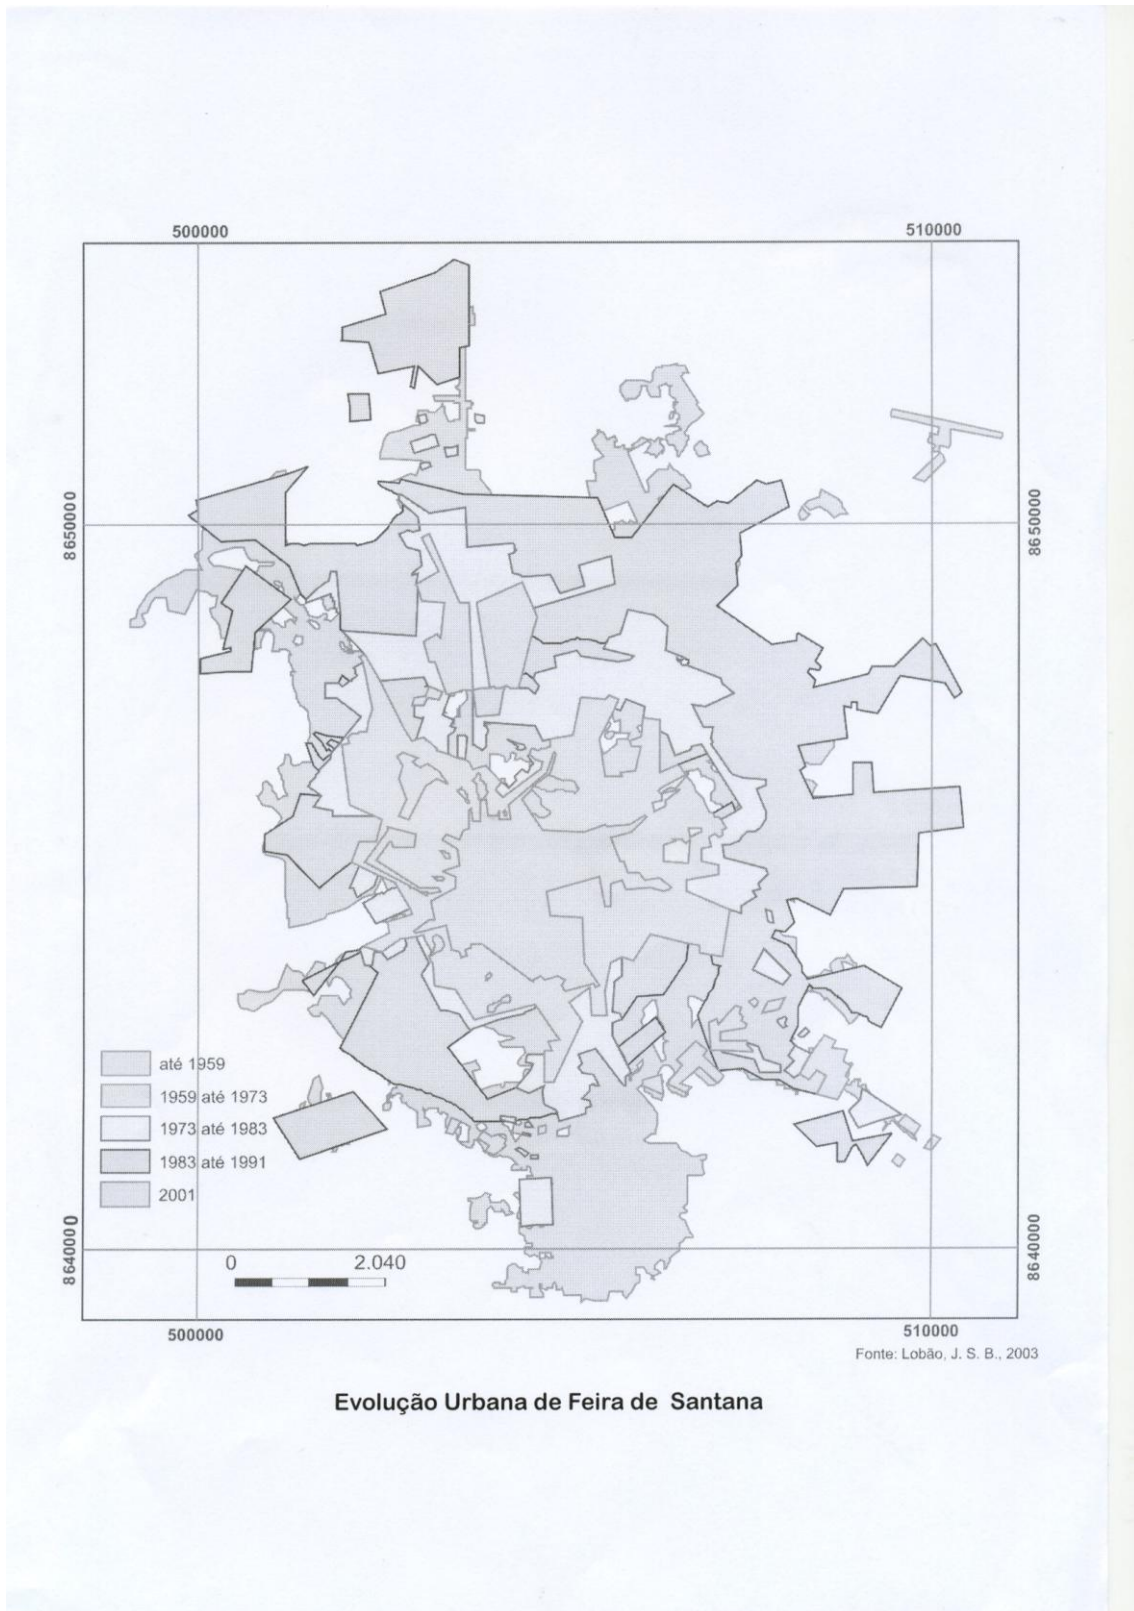 500000
510000
8650000
8650000
até 1959
1959 até 1973
1973 até 1983
1983 até 1991
2001
8640000
8640000
0
2.040
500000
510000
Fonte: Lobão, J. S. B., 2003
Evolução Urbana de Feira de Santana